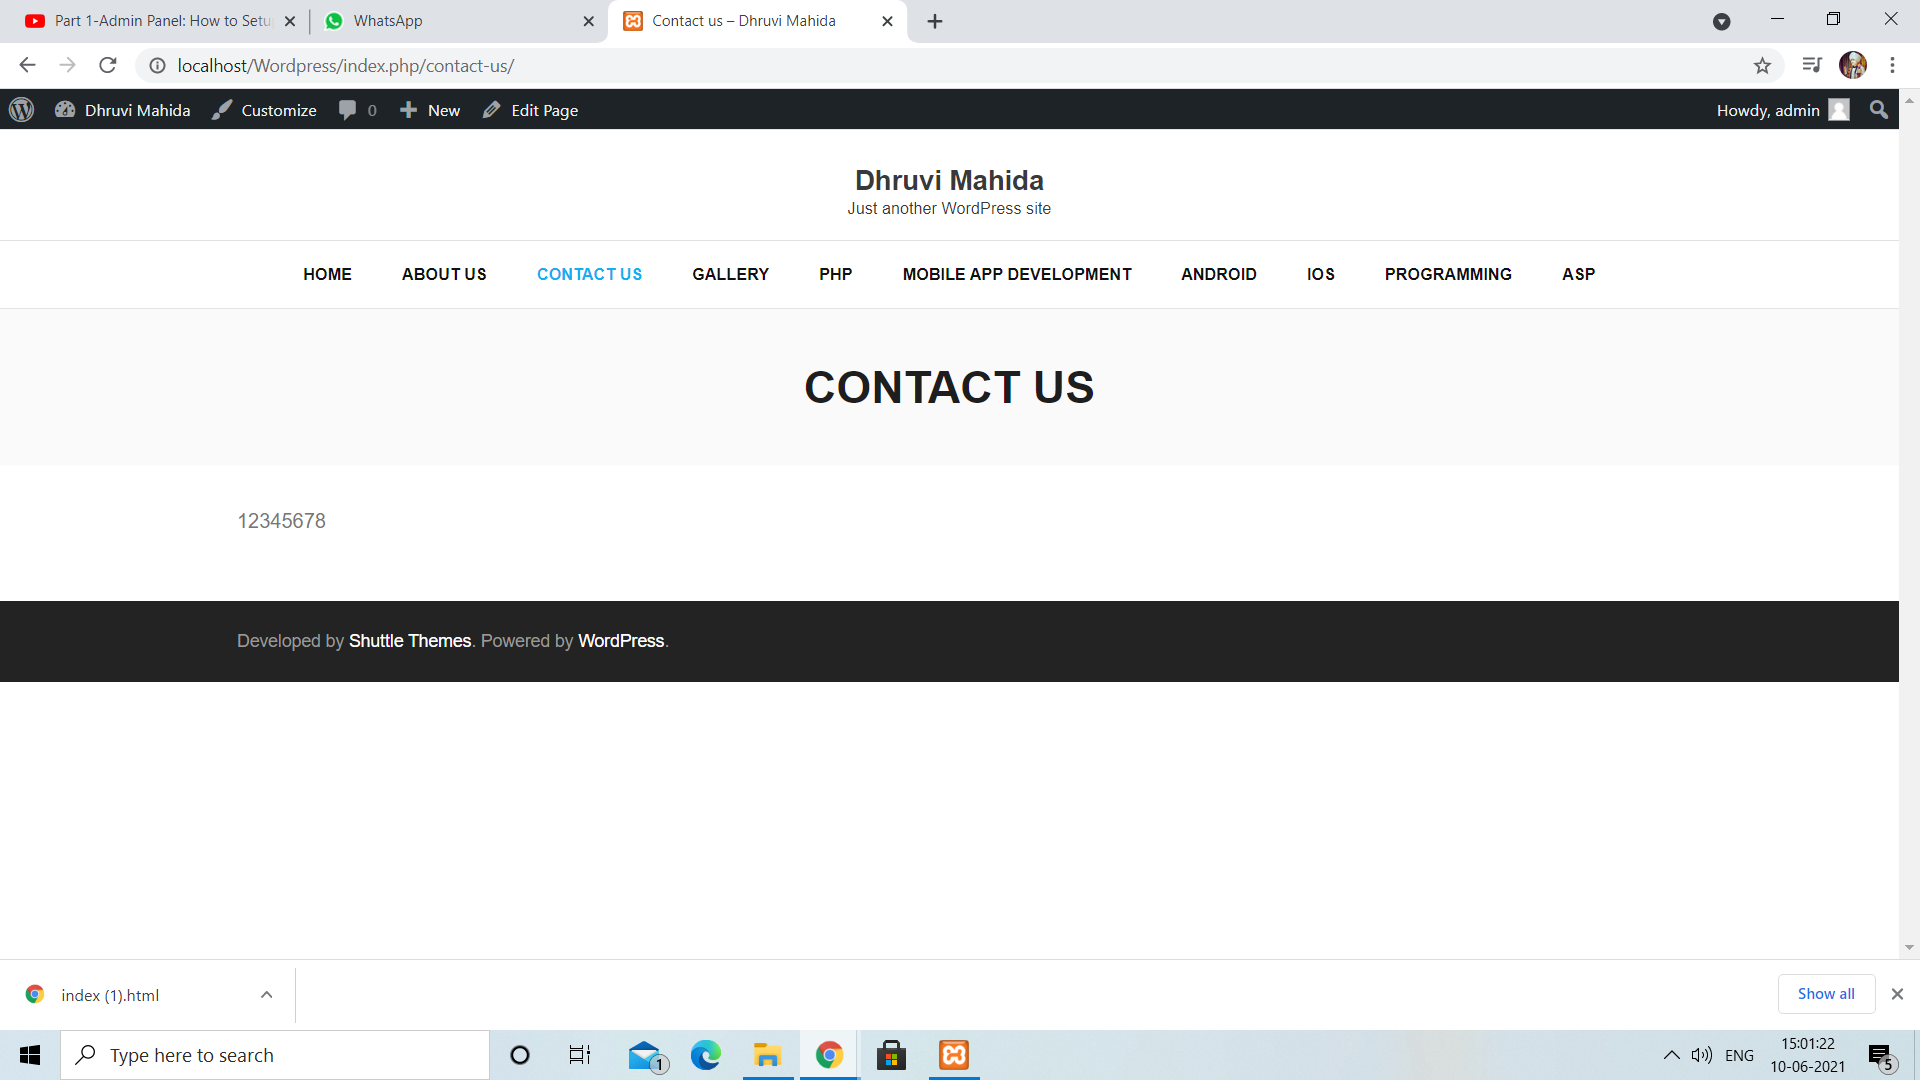 Part 1-Admin Panel: How to Setu
WhatsApp
Contact us – Dhruvi Mahida
localhost/Wordpress/index.php/contact-us/
Dhruvi Mahida
Customize
0
New
Edit Page
Howdy, admin
Dhruvi Mahida
Just another WordPress site
HOME
ABOUT US
CONTACT US
GALLERY
PHP
MOBILE APP DEVELOPMENT
ANDROID
IOS
PROGRAMMING
ASP
CONTACT US
12345678
Developed by Shuttle Themes. Powered by WordPress.
index (1).html
Show all
Type here to search
1
ENG
15:01:22
10-06-2021
5